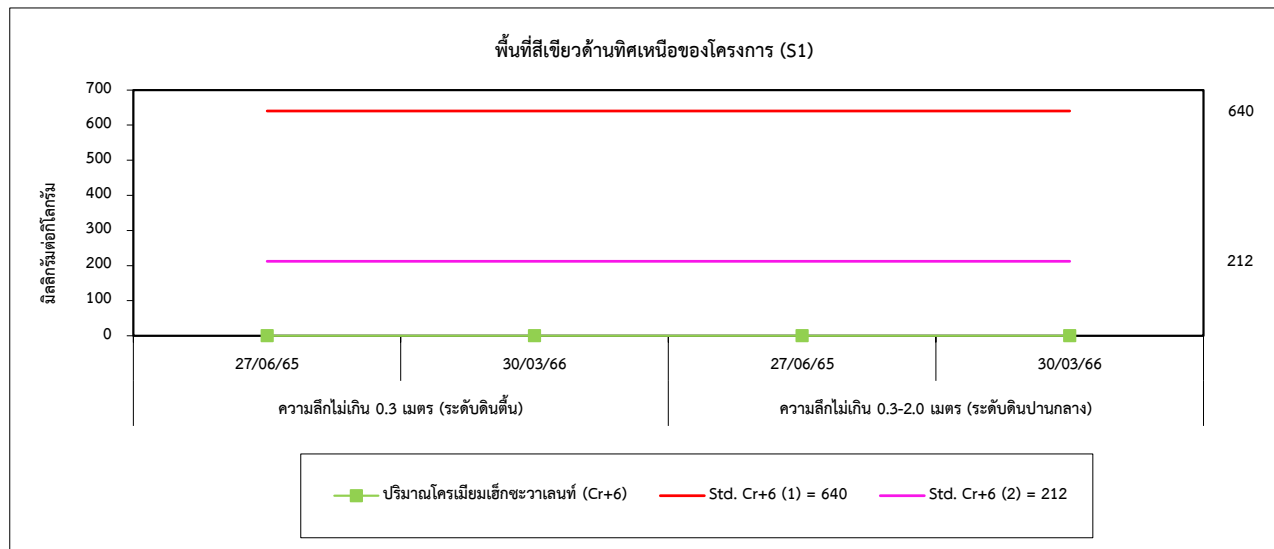 พื้นที่สีเขียวด้านทิศเหนือของโครงการ (S1)
มิลลิกรัมต่อกิโลกรัม
700
600
500
400
300
200
100
0
640
212
27/06/65 30/03/66 27/06/65 30/03/66
ความลึกไม่เกิน 0.3 เมตร (ระดับดินตื้น) ความลึกไม่เกิน 0.3-2.0 เมตร (ระดับดินปานกลาง)
ปริมาณโครเมียมเฮ็กซะวาเลนท์ (Cr+6) Std. Cr+6 (1) = 640 Std. Cr+6 (2) = 212